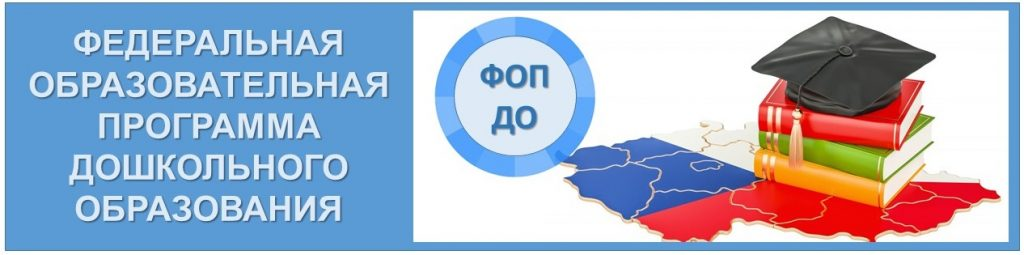 ФЕДЕРАЛЬНАЯ
ОБРАЗОВАТЕЛЬНАЯ
ПРОГРАММА
ДОШКОЛЬНОГО
ОБРАЗОВАНИЯ
ФОП
ДО